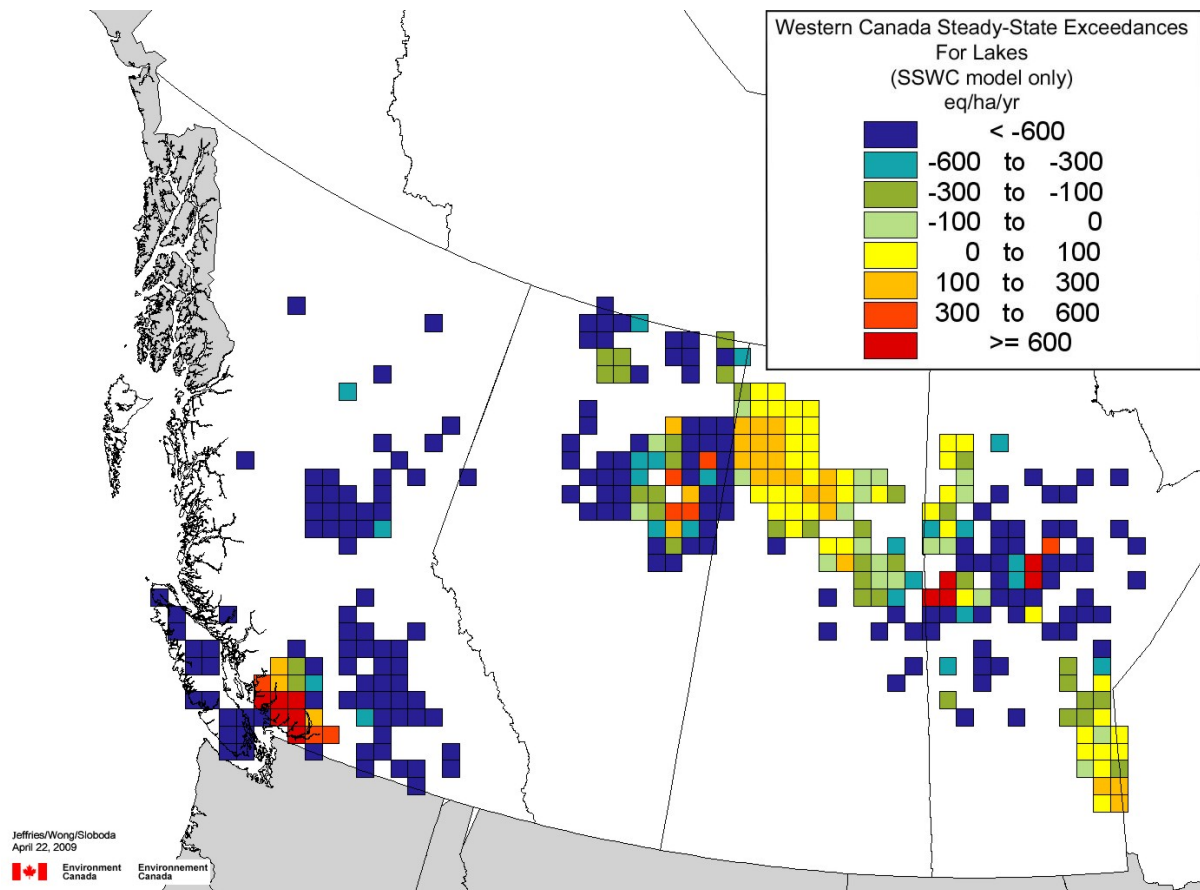 Western Canada Steady-State Exceedances
For Lakes
(SSWC model only)
eq/ha/yr
< -600
-600 to -300
-300 to -100
-100 to 0
0 to 100
100 to 300
300 to 600
>= 600
Jeffries/Wong/Sloboda
April 22, 2009
Environment Environnement
Canada Canada